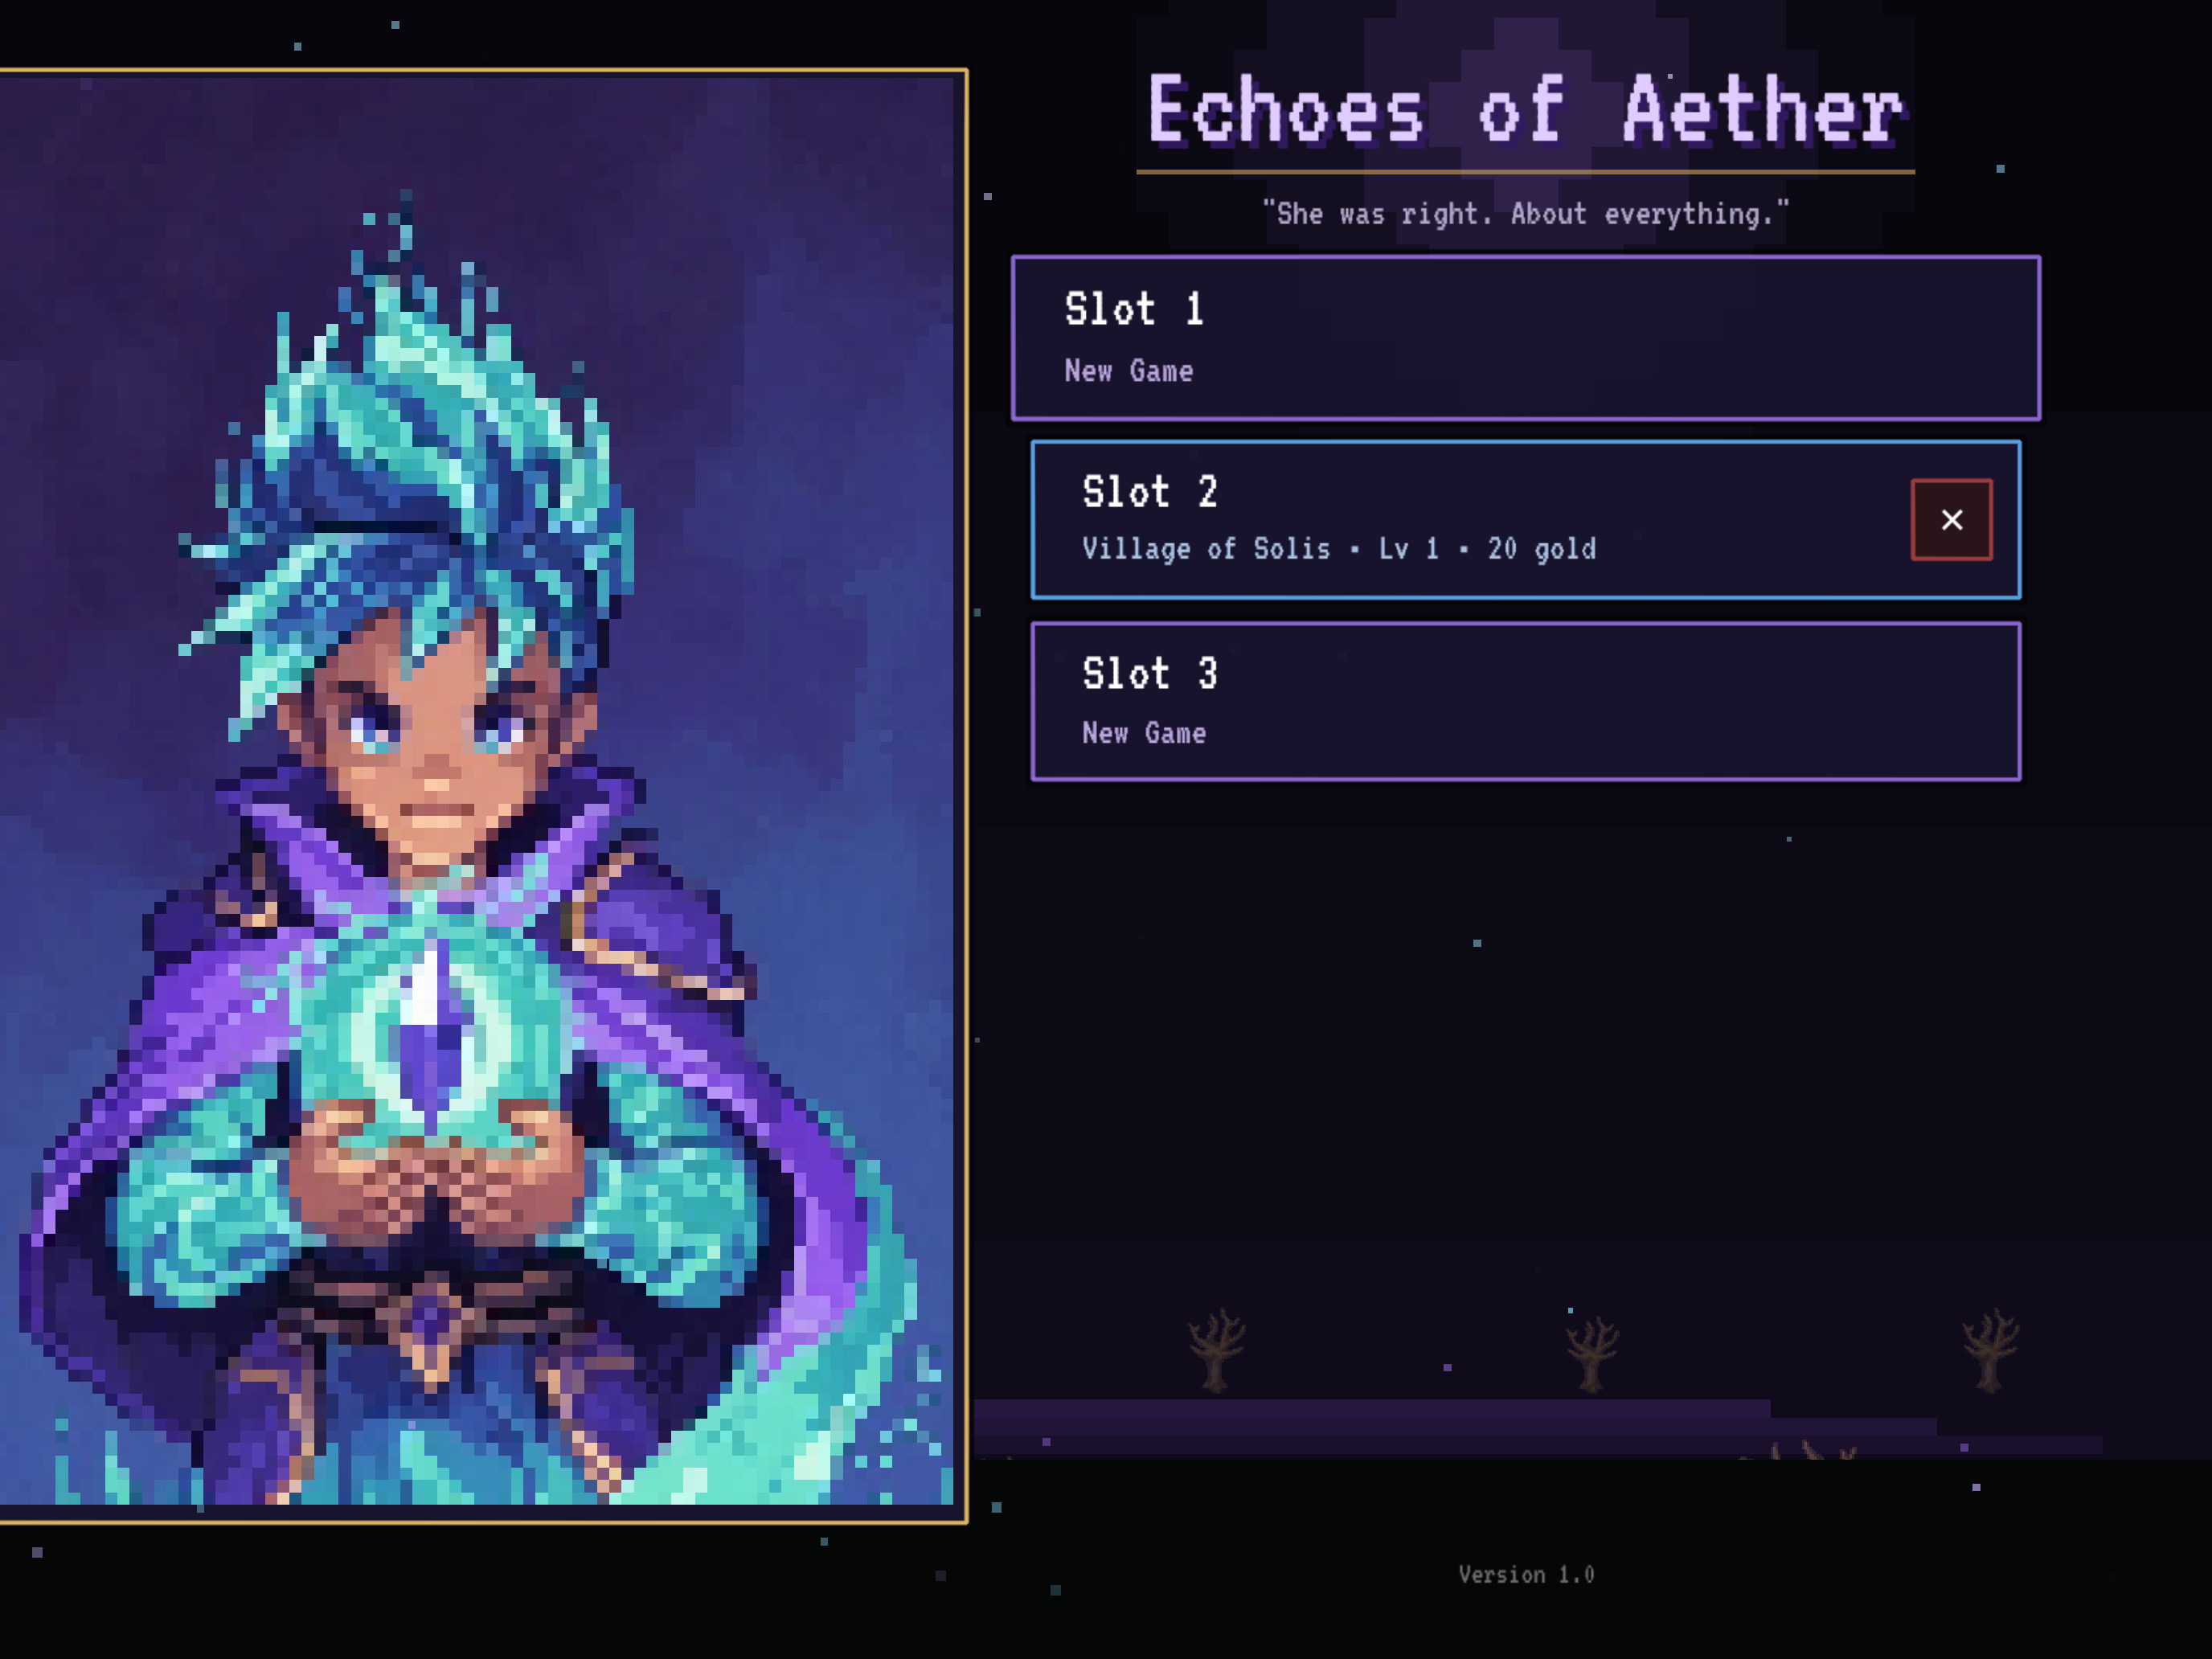 Echoes of Aether
"She was right. About everything."
Slot 1
New Game
Slot 2
Village of Solis ▪ Lv 1 ▪ 20 gold
×
Slot 3
New Game
Version 1.0